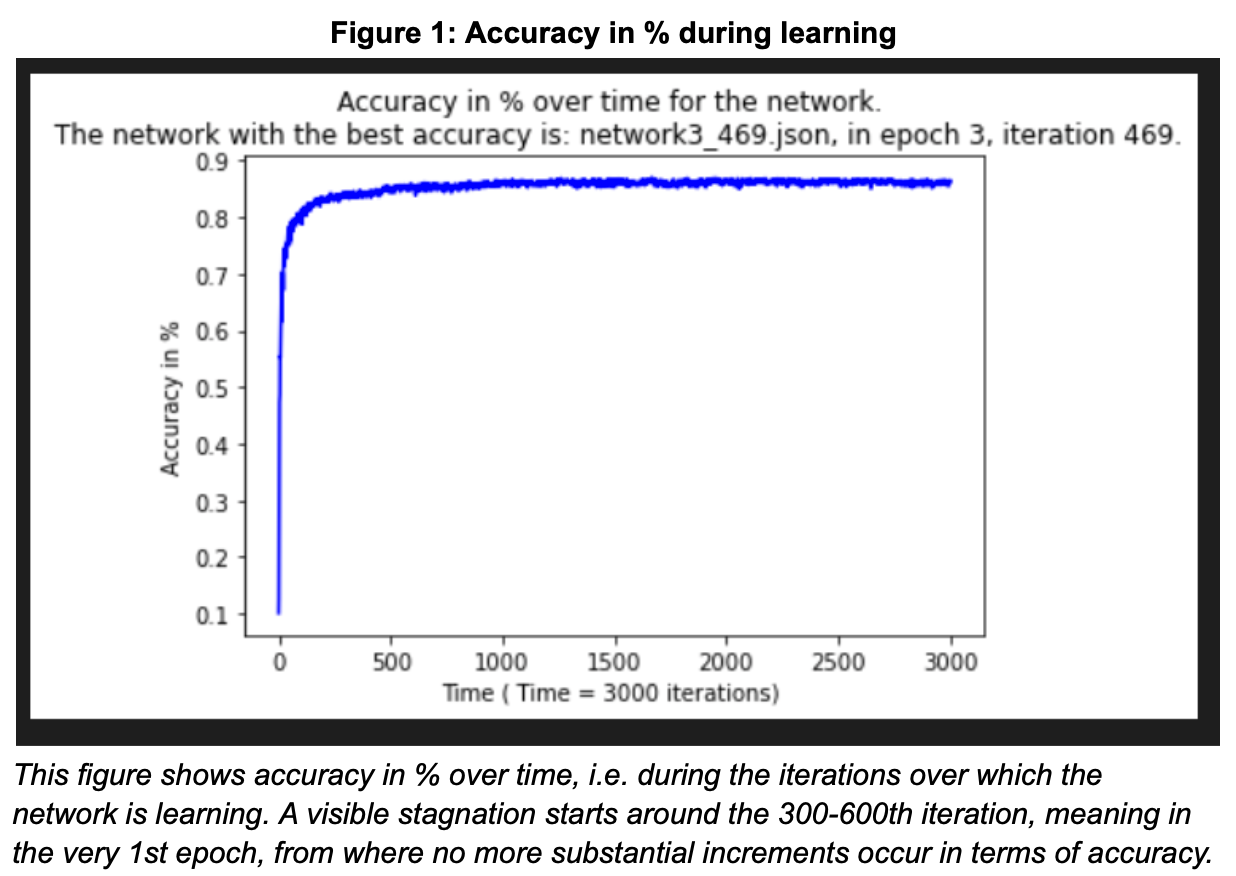 Figure 1: Accuracy in % during learning
Accuracy in % over time for the network.
The network with the best accuracy is: network3_469.json, in epoch 3, iteration 469.
0.9
0.8
0.7
0.6
0.5
0.4
0.3
0.2
0.1
Accuracy in %
0 500 1000 1500 2000 2500 3000
Time ( Time = 3000 iterations)
This figure shows accuracy in % over time, i.e. during the iterations over which the
network is learning. A visible stagnation starts around the 300-600th iteration, meaning in
the very 1st epoch, from where no more substantial increments occur in terms of accuracy.